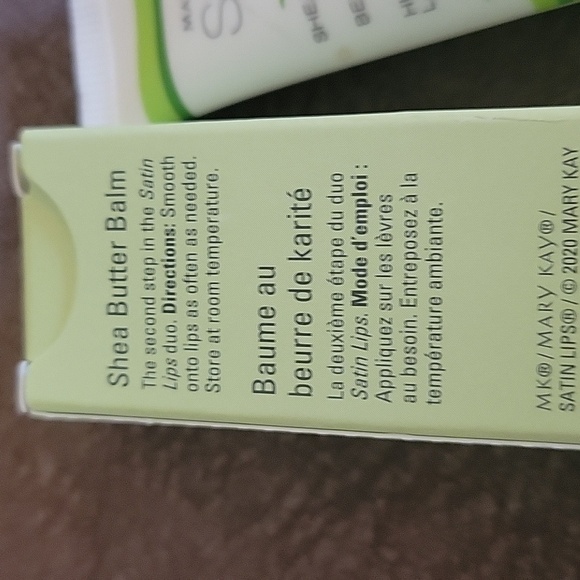 Shea Butter Balm
The second step in the Satin
Lips duo. Directions: Smooth
onto lips as often as needed.
Store at room temperature.
Baume au
beurre de karité
La deuxième étape du duo
Satin Lips. Mode d'emploi :
Appliquez sur les lèvres
au besoin. Entreposez à la
température ambiante.
MK®/MARY KAY®/
SATIN LIPS®/ © 2020 MARY KAY
SHE
BE